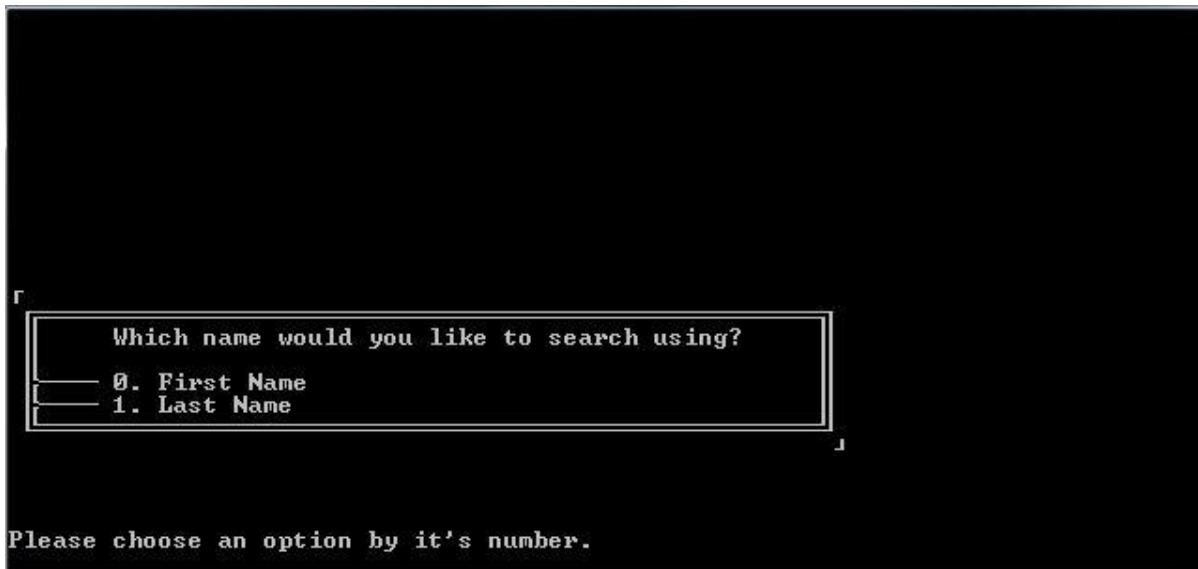 Which name would you like to search using?
0. First Name
1. Last Name
Please choose an option by it's number.